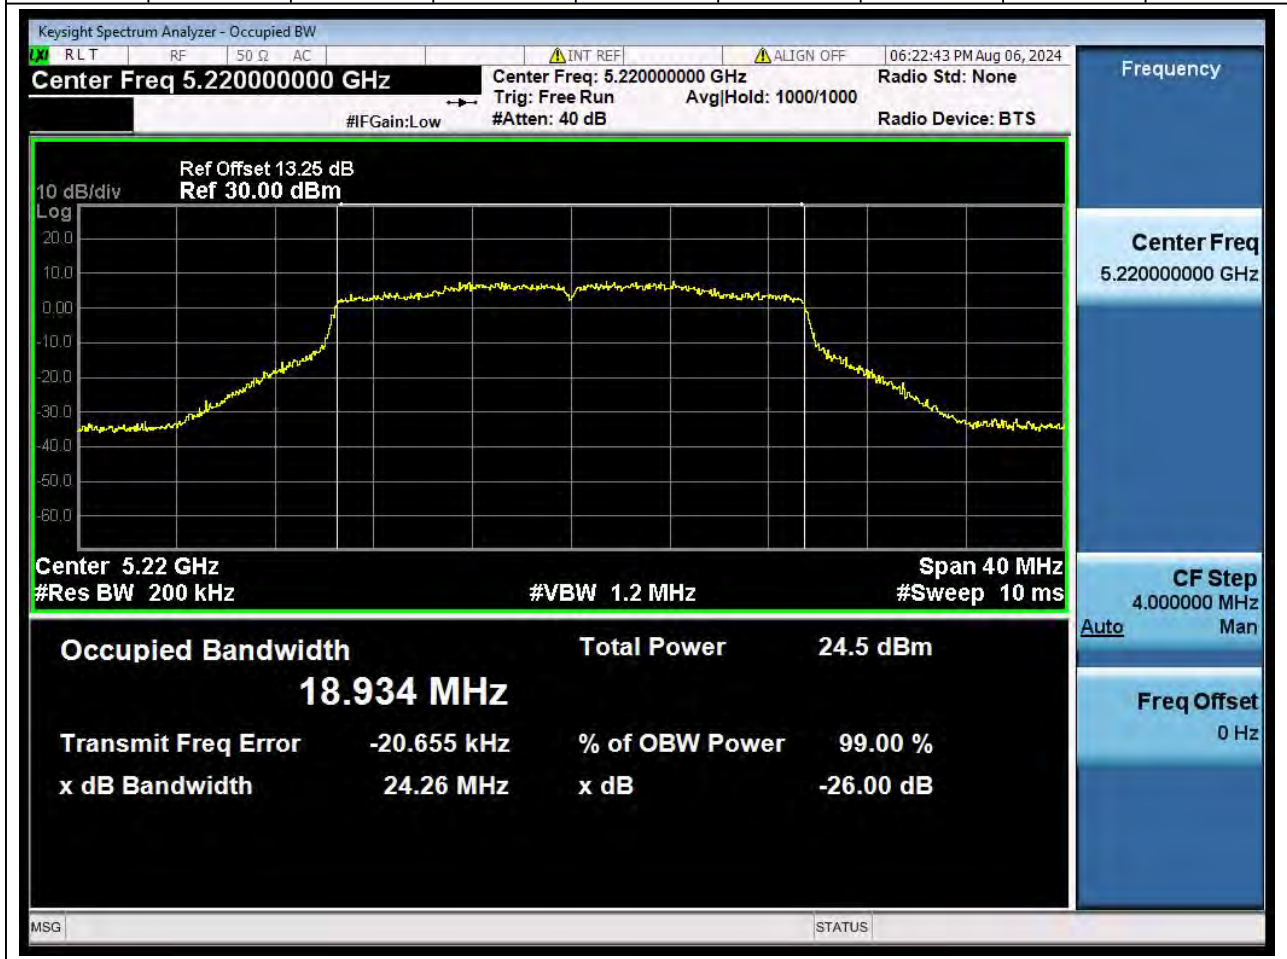 Keysight Spectrum Analyzer - Occupied BW
LXI RLT RF 50 Ω AC INT REF ALIGN OFF 06:22:43 PM Aug 06, 2024
Center Freq 5.220000000 GHz
Center Freq: 5.220000000 GHz
Radio Std: None
Trig: Free Run Avg|Hold: 1000/1000
#IFGain:Low #Atten: 40 dB Radio Device: BTS
Ref Offset 13.25 dB
10 dB/div Ref 30.00 dBm
Log
20.0
10.0
0.00
-10.0
-20.0
-30.0
-40.0
-50.0
-60.0
Center 5.22 GHz Span 40 MHz
#Res BW 200 kHz #VBW 1.2 MHz #Sweep 10 ms
Occupied Bandwidth Total Power 24.5 dBm
18.934 MHz
Transmit Freq Error -20.655 kHz % of OBW Power 99.00 %
x dB Bandwidth 24.26 MHz x dB -26.00 dB
MSG STATUS
Frequency
Center Freq
5.220000000 GHz
CF Step
4.000000 MHz
Auto Man
Freq Offset
0 Hz